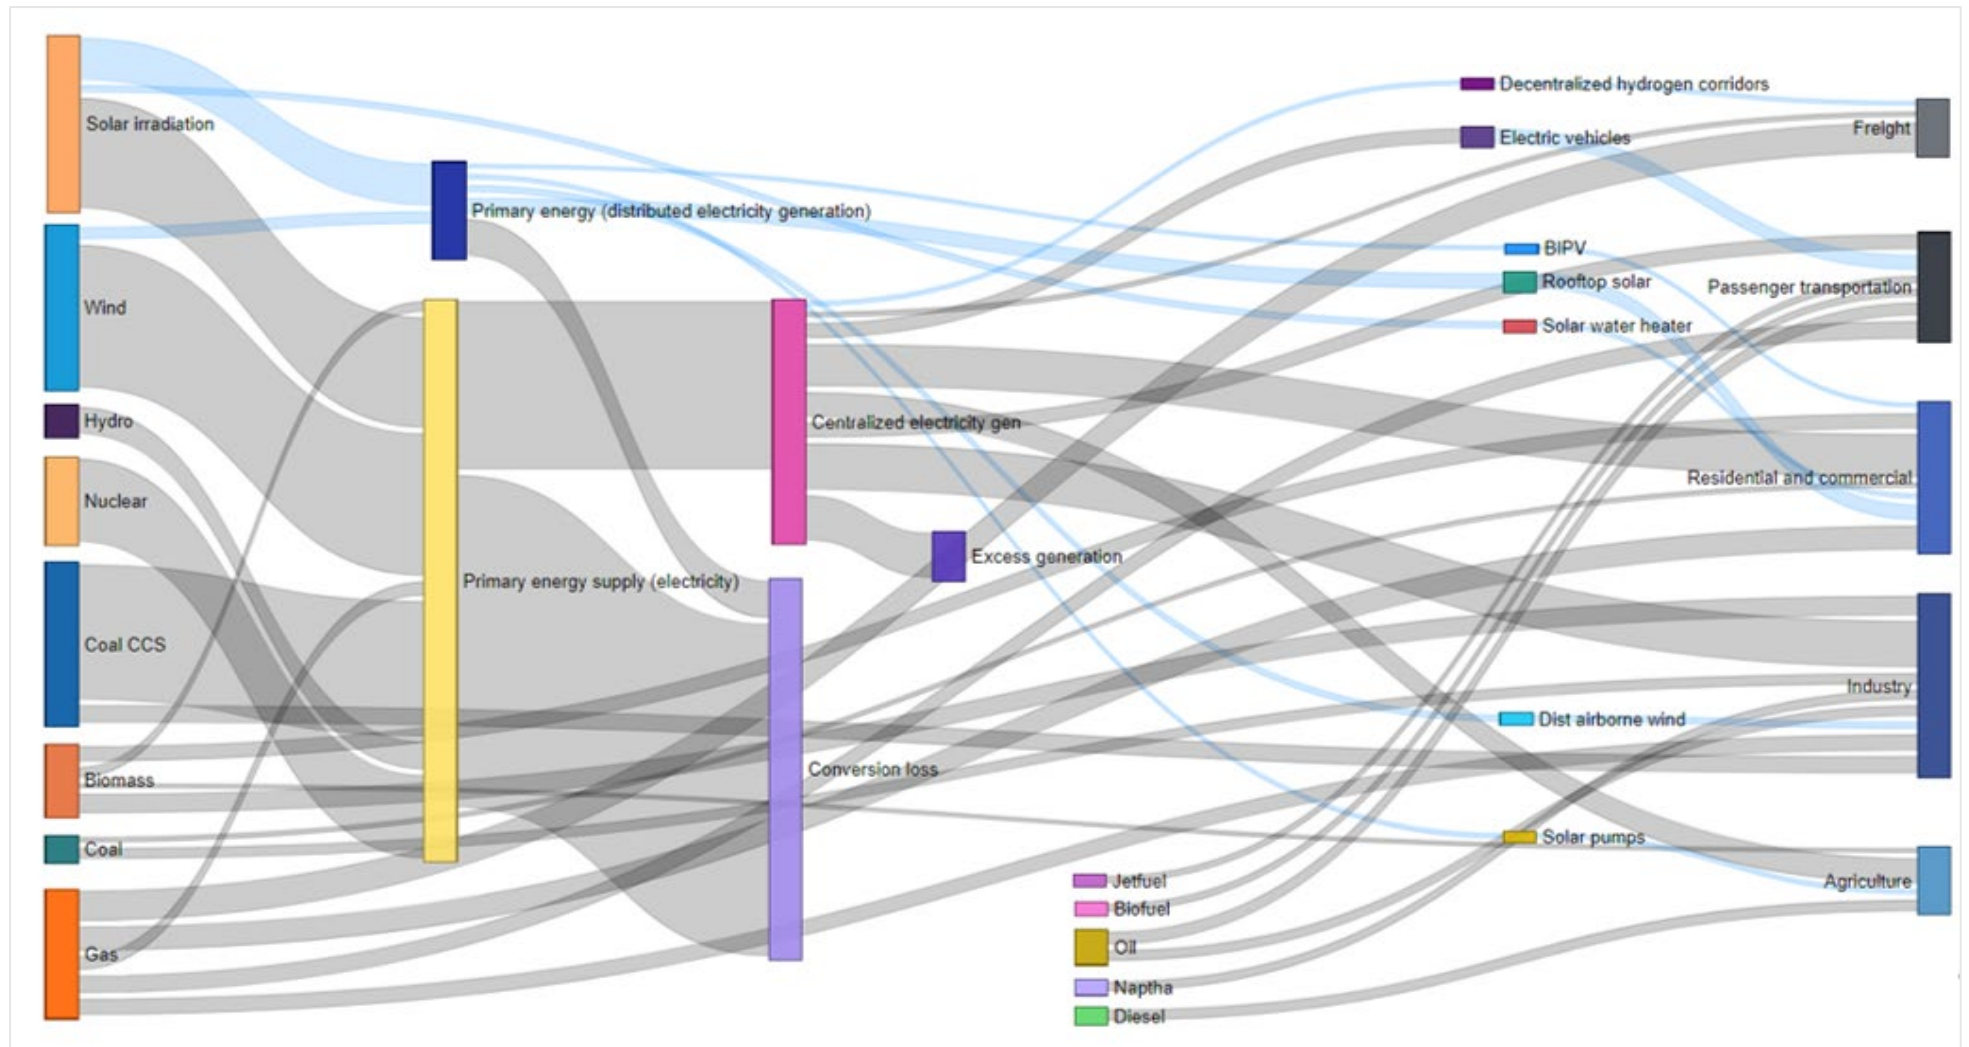 Solar irradiation
Wind
Hydro
Nuclear
Coal CCS
Biomass
Coal
Gas
Primary energy (distributed electricity generation)
Primary energy supply (electricity)
Centralized electricity gen
Conversion loss
Excess generation
Jetfuel
Biofuel
Oil
Naptha
Diesel
Decentralized hydrogen corridors
Electric vehicles
BIPV
Rooftop solar
Solar water heater
Dist airborne wind
Solar pumps
Freight
Passenger transportation
Residential and commercial
Industry
Agriculture